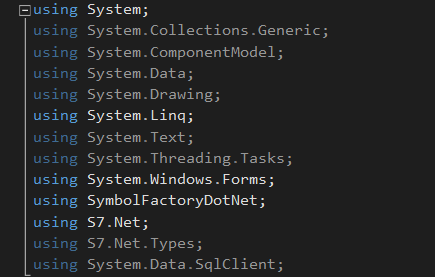 using System;
using System.Collections.Generic;
using System.ComponentModel;
using System.Data;
using System.Drawing;
using System.Linq;
using System.Text;
using System.Threading.Tasks;
using System.Windows.Forms;
using SymbolFactoryDotNet;
using S7.Net;
using S7.Net.Types;
using System.Data.SqlClient;